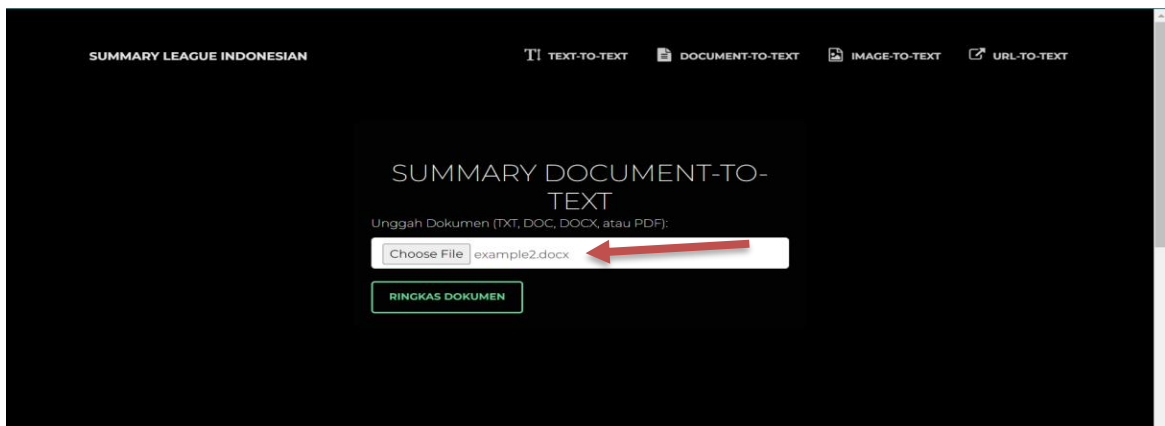 SUMMARY LEAGUE INDONESIAN
TEXT-TO-TEXT
DOCUMENT-TO-TEXT
IMAGE-TO-TEXT
URL-TO-TEXT
SUMMARY DOCUMENT-TO-
TEXT
Unggah Dokumen (TXT, DOC, DOCX, atau PDF):
Choose File example2.docx
RINGKAS DOKUMEN